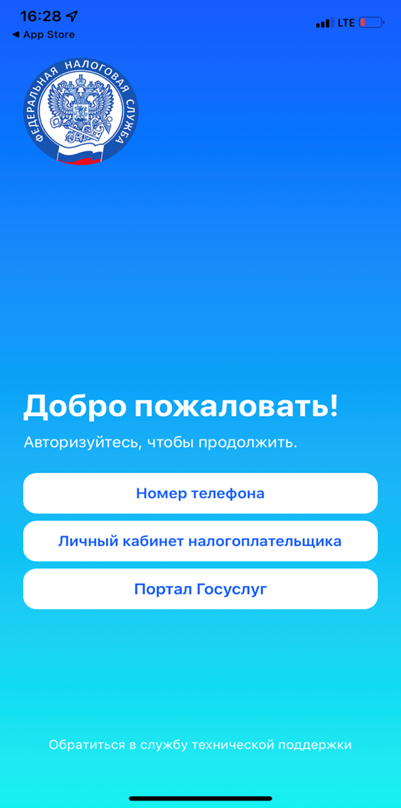 16:28
LTE
◀ App Store
ФЕДЕРАЛЬНАЯ НАЛОГОВАЯ СЛУЖБА
Добро пожаловать!
Авторизуйтесь, чтобы продолжить.
Номер телефона
Личный кабинет налогоплательщика
Портал Госуслуг
Обратиться в службу технической поддержки